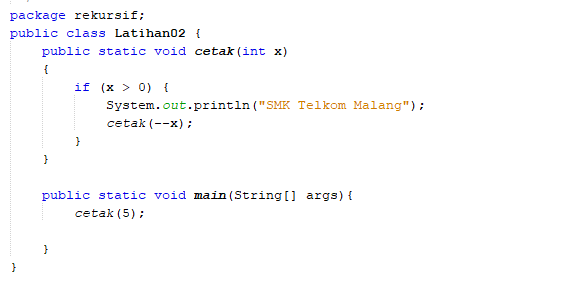 package rekursif;
public class Latihan02 {
    public static void cetak(int x)
    {
        if (x > 0) {
            System.out.println("SMK Telkom Malang");
            cetak(--x);
        }
    }

    public static void main(String[] args){
        cetak(5);

    }
}